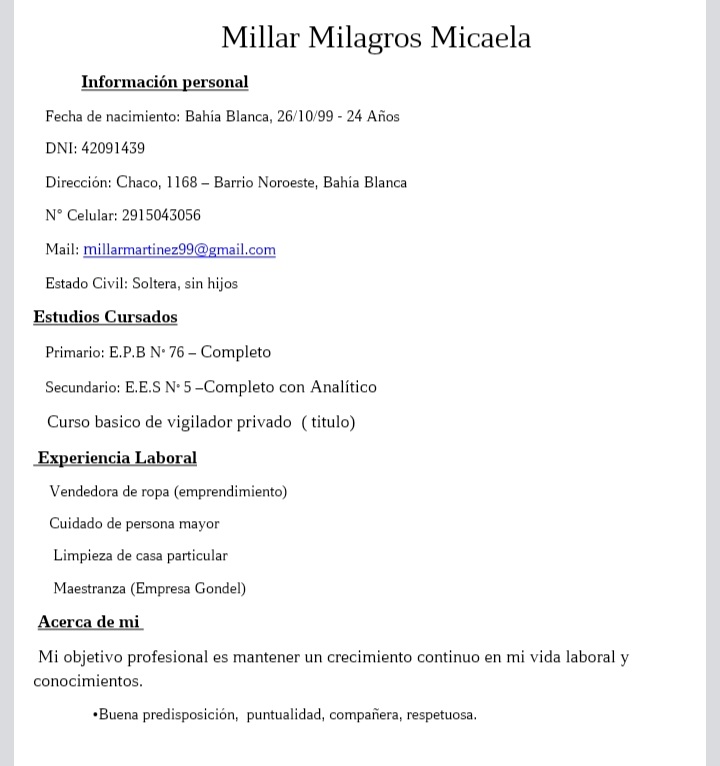 Millar Milagros Micaela
Información personal
Fecha de nacimiento: Bahía Blanca, 26/10/99 - 24 Años
DNI: 42091439
Dirección: Chaco, 1168 – Barrio Noroeste, Bahía Blanca
N° Celular: 2915043056
Mail: millarmartinez99@gmail.com
Estado Civil: Soltera, sin hijos
Estudios Cursados
Primario: E.P.B N° 76 – Completo
Secundario: E.E.S N° 5 –Completo con Analítico
Curso basico de vigilador privado ( titulo)
Experiencia Laboral
Vendedora de ropa (emprendimiento)
Cuidado de persona mayor
Limpieza de casa particular
Maestranza (Empresa Gondel)
Acerca de mi
Mi objetivo profesional es mantener un crecimiento continuo en mi vida laboral y
conocimientos.
•Buena predisposición, puntualidad, compañera, respetuosa.